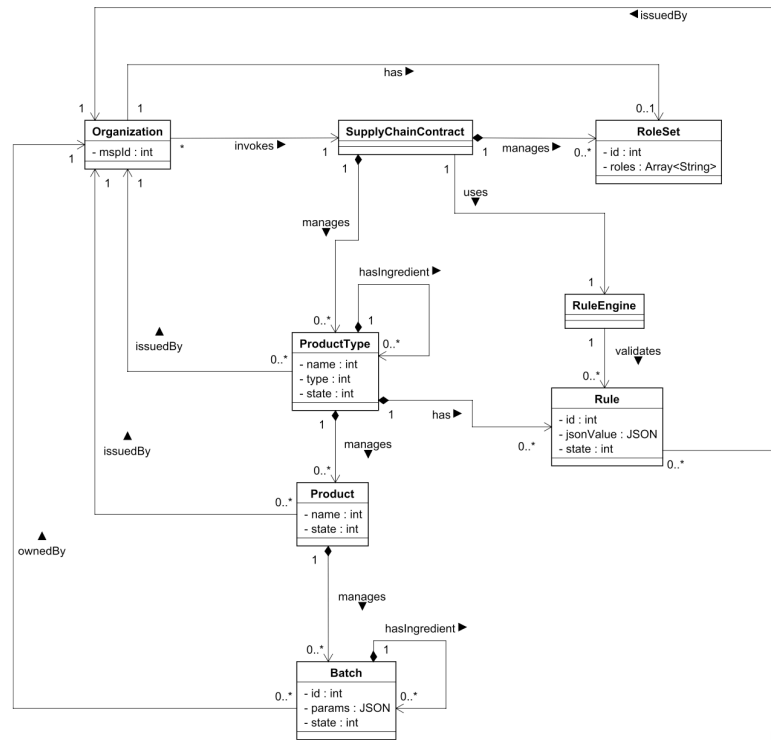 ◄ issuedBy
has ►
1
1
0..1
Organization
- mspId : int
1
*
invokes ►
1
SupplyChainContract
1
manages ►
0..*
RoleSet
- id : int
- roles : Array<String>
1
1
1
1
uses
▼
manages
▼
hasIngredient ►
1
RuleEngine
0..*
1
▲
issuedBy
0..*
ProductType
- name : int
- type : int
- state : int
0..*
1
validates
▼
0..*
1
1
has ►
0..*
Rule
- id : int
- jsonValue : JSON
- state : int
0..*
▲
issuedBy
manages
▼
0..*
0..*
Product
- name : int
- state : int
1
▲
ownedBy
manages
▼
hasIngredient ►
0..*
1
Batch
- id : int
- params : JSON
- state : int
0..*
0..*